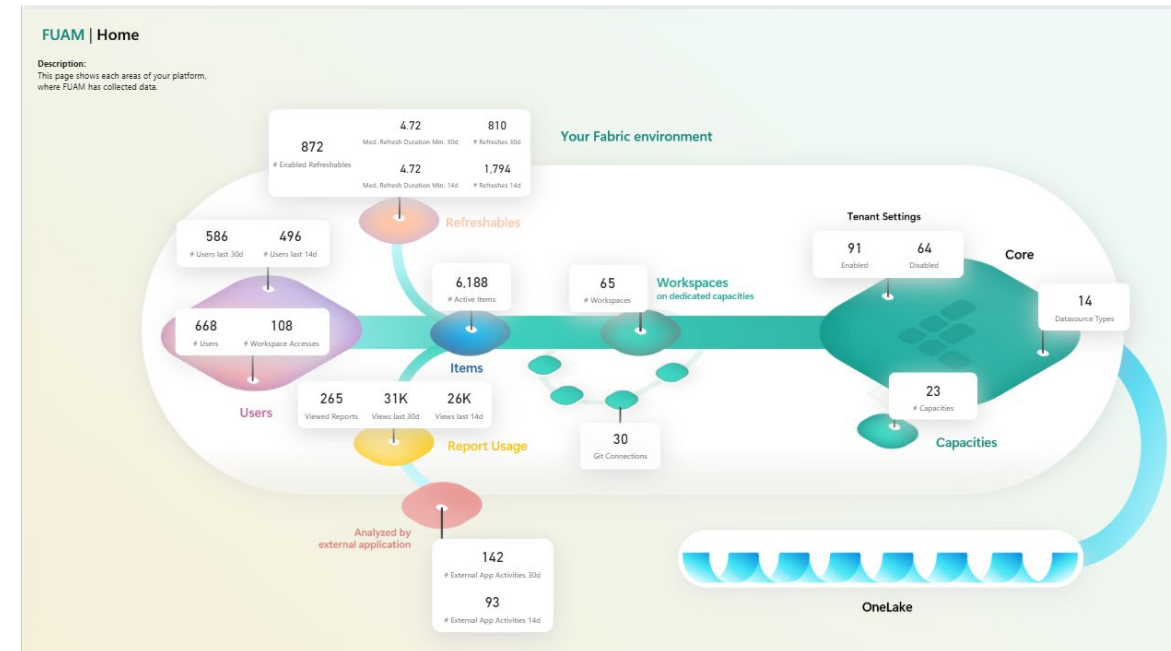 FUAM | Home
Description:
This page shows each areas of your platform,
where FUAM has collected data.
Your Fabric environment
872
# Enabled Refreshables
4.72
Med. Refresh Duration Min. 30d
810
# Refreshes 30d
4.72
Med. Refresh Duration Min. 14d
1,794
# Refreshes 14d
Refreshables
586
# Users last 30d
496
# Users last 14d
668
# Users
108
# Workspace Accesses
Users
6,188
# Active Items
Items
65
# Workspaces
Workspaces
on dedicated capacities
Tenant Settings
91
Enabled
64
Disabled
Core
14
Datasource Types
23
# Capacities
Capacities
265
Viewed Reports
31K
Views last 30d
26K
Views last 14d
Report Usage
30
Git Connections
Analyzed by
external application
142
# External App Activities 30d
93
# External App Activities 14d
OneLake